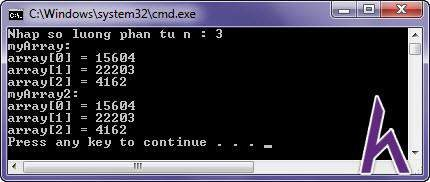 C:\Windows\system32\cmd.exe
Nhap so luong phan tu n : 3
myArray:
array[0] = 15604
array[1] = 22203
array[2] = 4162
myArray2:
array[0] = 15604
array[1] = 22203
array[2] = 4162
Press any key to continue . . . _